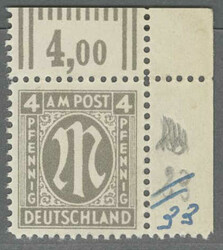 4,00
4 AM POST 4
PFENNIG M PFENNIG
DEUTSCHLAND
33